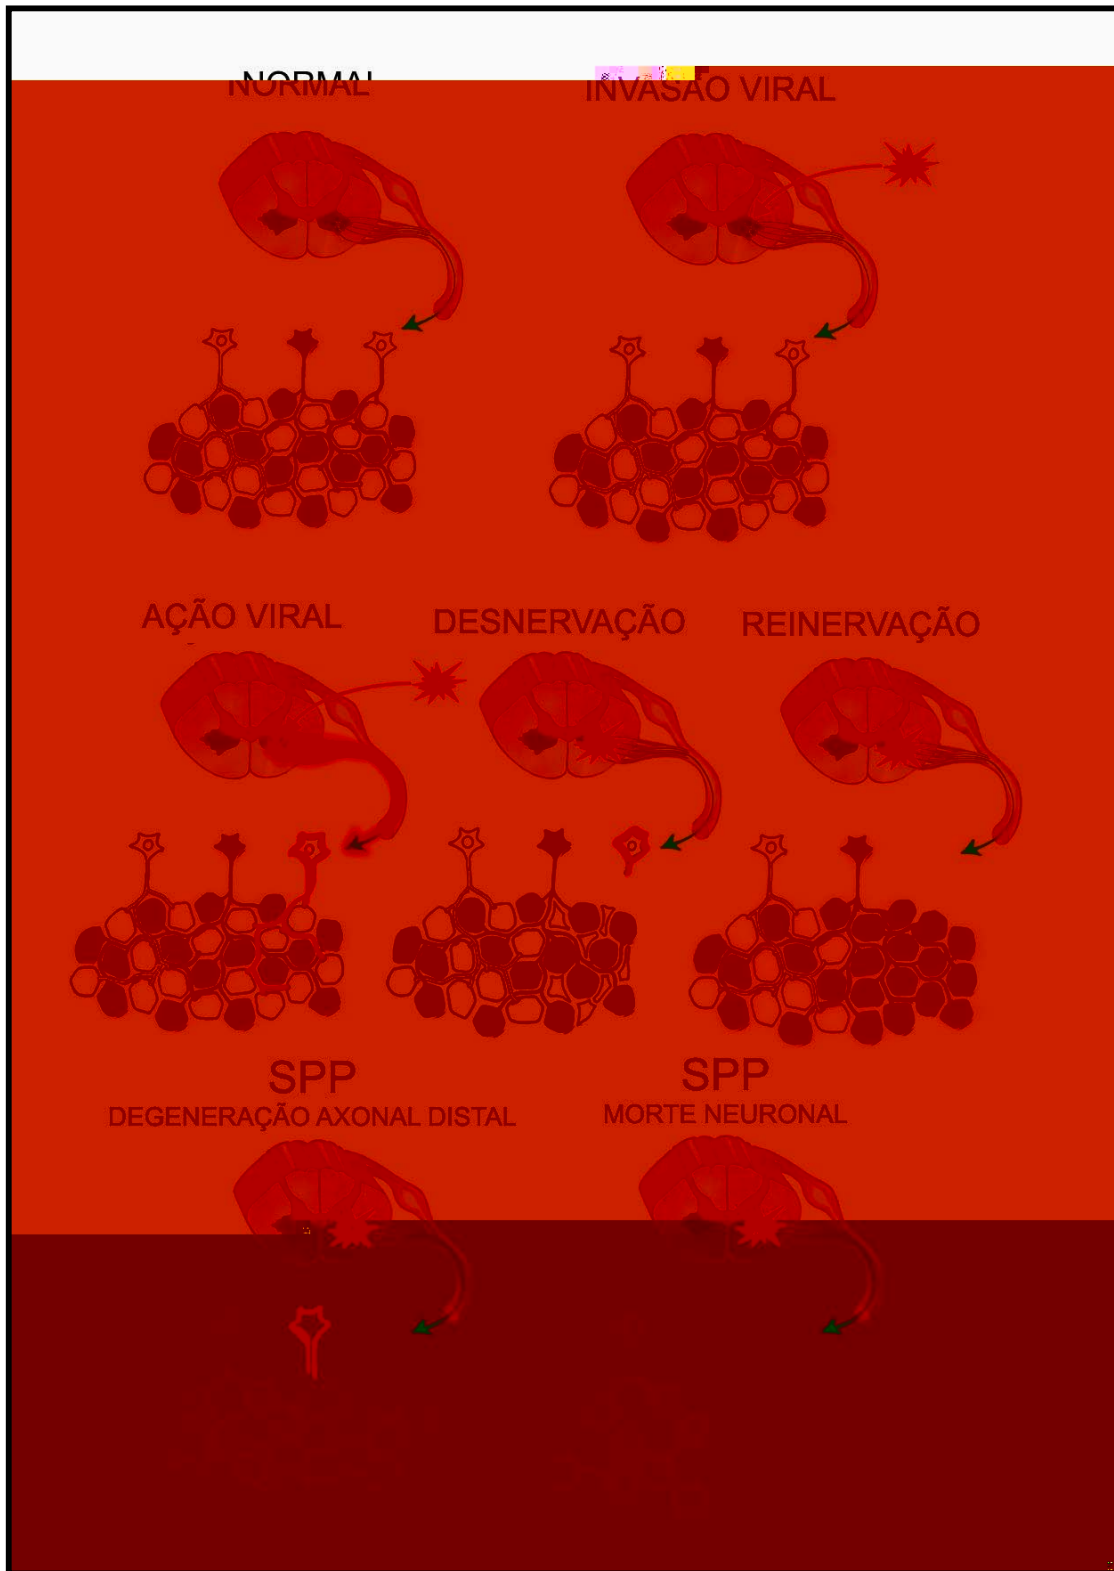 NORMAL
INVASÃO VIRAL
AÇÃO VIRAL
DESNERVAÇÃO
REINERVAÇÃO
SPP
DEGENERAÇÃO AXONAL DISTAL
SPP
MORTE NEURONAL